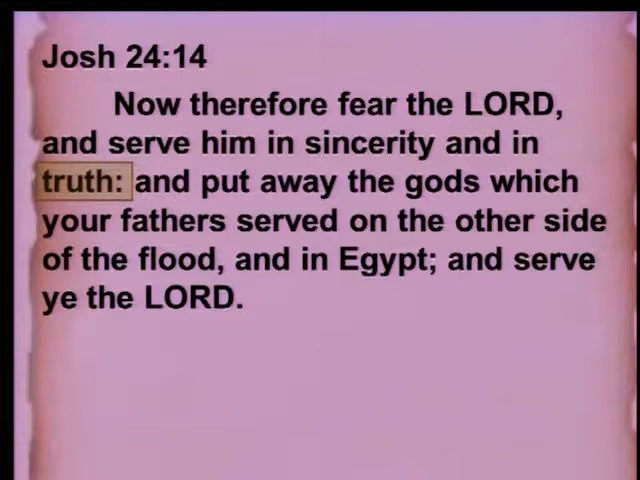 Josh 24:14
Now therefore fear the LORD,
and serve him in sincerity and in
truth: and put away the gods which
your fathers served on the other side
of the flood, and in Egypt; and serve
ye the LORD.